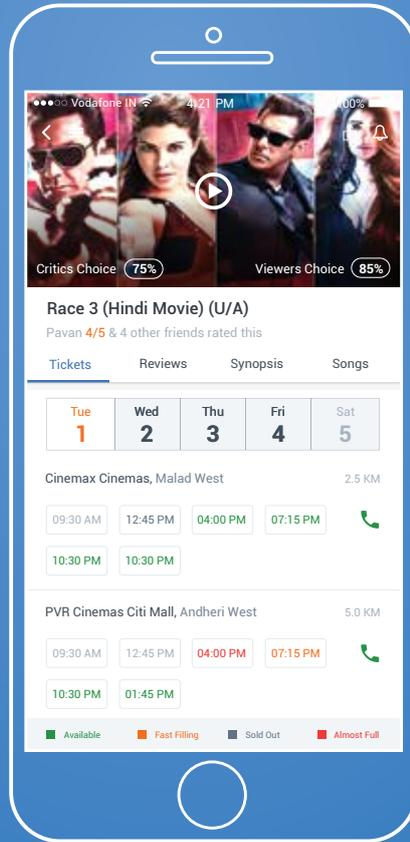 Vodafone IN 4:21 PM 100%
Critics Choice 75% Viewers Choice 85%
Race 3 (Hindi Movie) (U/A)
Pavan 4/5 & 4 other friends rated this
Tickets Reviews Synopsis Songs
Tue Wed Thu Fri Sat
1 2 3 4 5
Cinemax Cinemas, Malad West 2.5 KM
09:30 AM 12:45 PM 04:00 PM 07:15 PM
10:30 PM 10:30 PM
PVR Cinemas Citi Mall, Andheri West 5.0 KM
09:30 AM 12:45 PM 04:00 PM 07:15 PM
10:30 PM 01:45 PM
Available Fast Filling Sold Out Almost Full